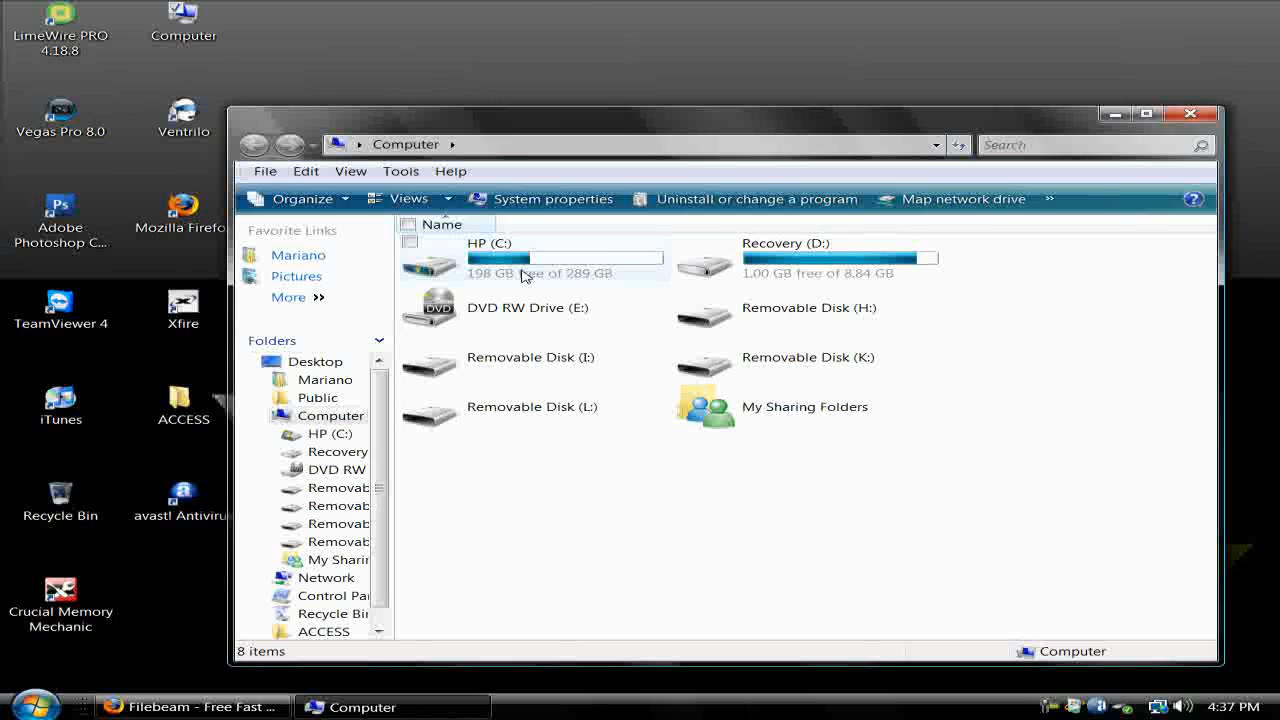 LimeWire PRO
4.18.8
Computer
Vegas Pro 8.0
Ventrilo
Adobe
Photoshop C...
Mozilla Firefo
TeamViewer 4
Xfire
iTunes
ACCESS
Recycle Bin
avast! Antiviru
Crucial Memory
Mechanic
Computer
Search
File Edit View Tools Help
Organize Views System properties Uninstall or change a program Map network drive »
Favorite Links
Mariano
Pictures
More »
Folders
Desktop
Mariano
Public
Computer
HP (C:)
Recovery
DVD RW
Removab
Removab
Removab
Removab
My Sharin
Network
Control Pa
Recycle Bin
ACCESS
Name
HP (C:)
198 GB free of 289 GB
Recovery (D:)
1.00 GB free of 8.84 GB
DVD
DVD RW Drive (E:)
Removable Disk (H:)
Removable Disk (I:)
Removable Disk (K:)
Removable Disk (L:)
My Sharing Folders
8 items
Computer
Filebeam - Free Fast ...
Computer
4:37 PM